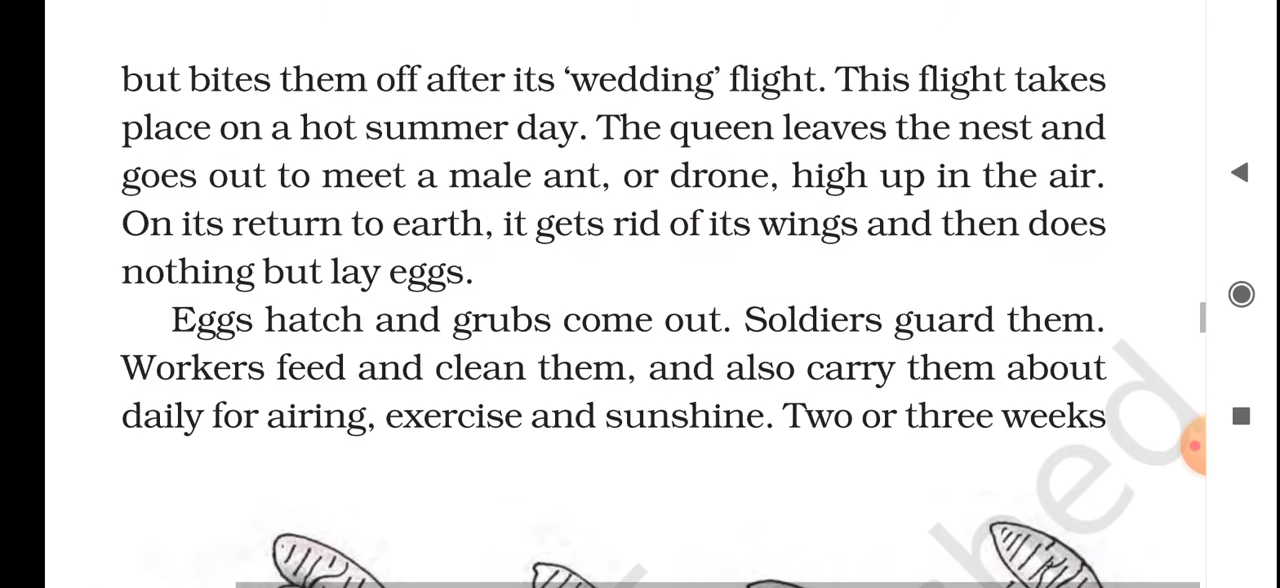 but bites them off after its ‘wedding’ flight. This flight takes
place on a hot summer day. The queen leaves the nest and
goes out to meet a male ant, or drone, high up in the air.
On its return to earth, it gets rid of its wings and then does
nothing but lay eggs.
Eggs hatch and grubs come out. Soldiers guard them.
Workers feed and clean them, and also carry them about
daily for airing, exercise and sunshine. Two or three weeks
hed